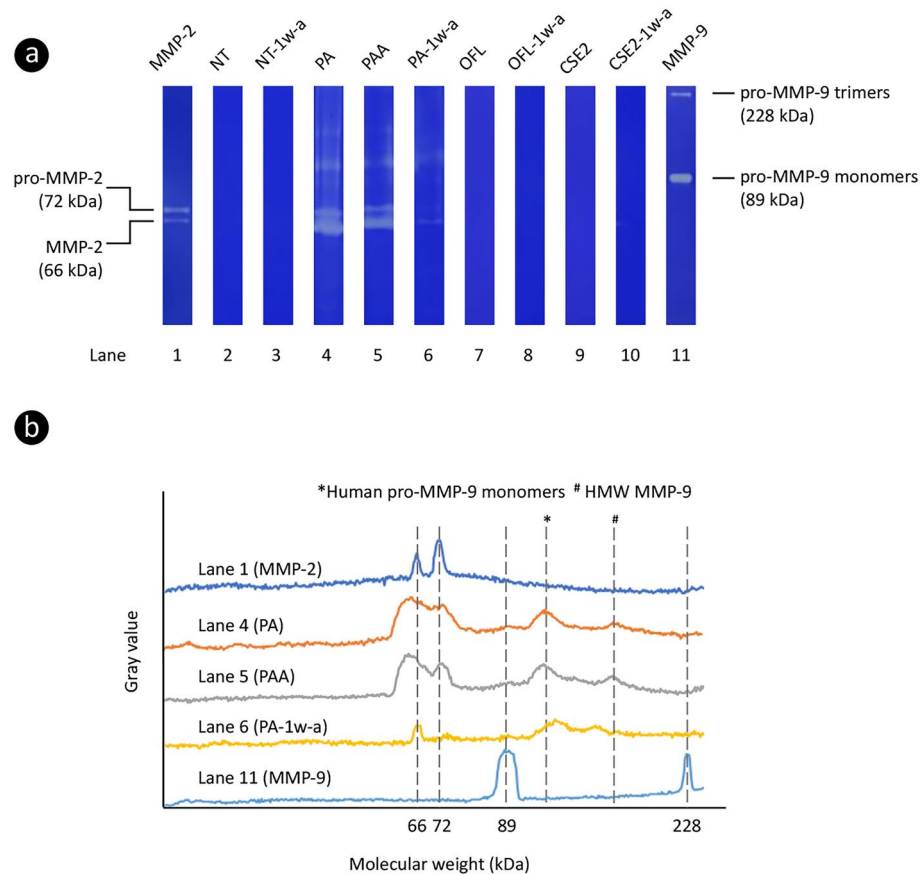 a
MMP-2 NT NT-1w-a PA PAA PA-1w-a OFL OFL-1w-a CSE2 CSE2-1w-a MMP-9
pro-MMP-9 trimers
(228 kDa)
pro-MMP-2
(72 kDa)
pro-MMP-9 monomers
(89 kDa)
MMP-2
(66 kDa)
Lane 1 2 3 4 5 6 7 8 9 10 11
b
*Human pro-MMP-9 monomers # HMW MMP-9
* #
Lane 1 (MMP-2)
Lane 4 (PA)
Lane 5 (PAA)
Lane 6 (PA-1w-a)
Lane 11 (MMP-9)
Gray value
66 72 89 228
Molecular weight (kDa)